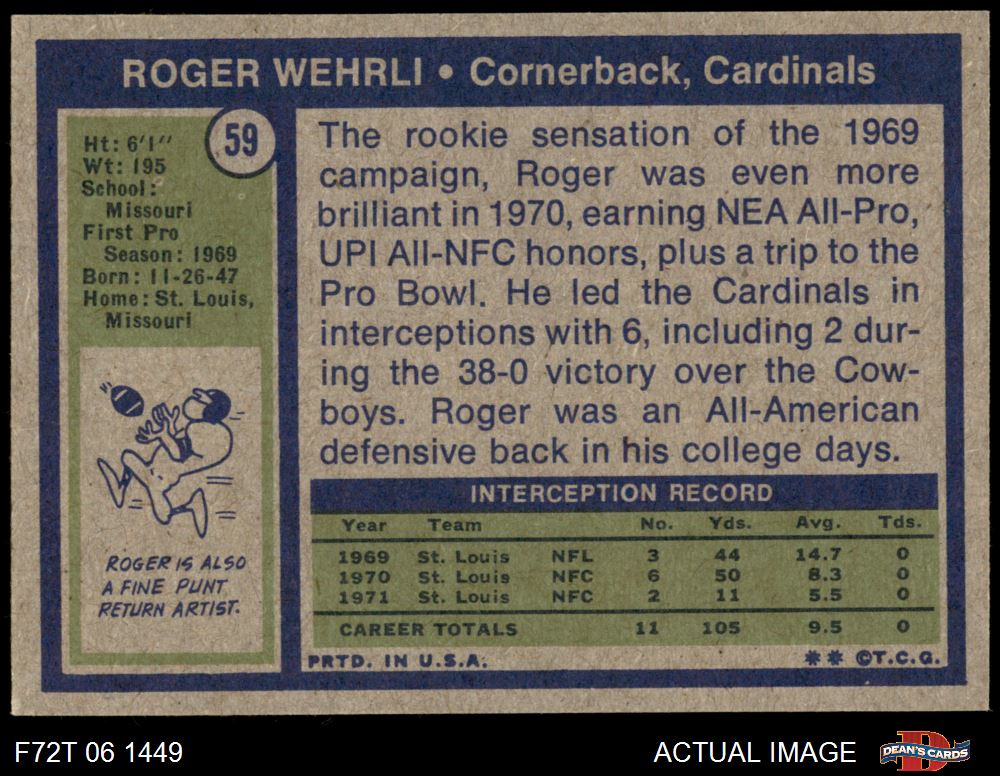 ROGER WEHRLI • Cornerback, Cardinals
59
Ht: 6'1"
Wt: 195
School:
Missouri
First Pro
Season: 1969
Born: 11-26-47
Home: St. Louis,
Missouri
ROGER IS ALSO
A FINE PUNT
RETURN ARTIST.
The rookie sensation of the 1969
campaign, Roger was even more
brilliant in 1970, earning NEA All-Pro,
UPI All-NFC honors, plus a trip to the
Pro Bowl. He led the Cardinals in
interceptions with 6, including 2 dur-
ing the 38-0 victory over the Cow-
boys. Roger was an All-American
defensive back in his college days.
INTERCEPTION RECORD
Year Team No. Yds. Avg. Tds.
1969 St. Louis NFL 3 44 14.7 0
1970 St. Louis NFC 6 50 8.3 0
1971 St. Louis NFC 2 11 5.5 0
CAREER TOTALS 11 105 9.5 0
PRTD. IN U.S.A. ** ©T.C.G.
F72T 06 1449 ACTUAL IMAGE DEAN'S CARDS